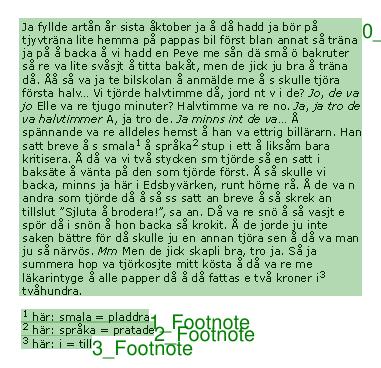 Ja fyllde artån år sista åktober ja å då hadd ja bör på
tjyvträna lite hemma på pappas bil först blan annat så träna
ja på å backa å vi hadd en Peve me sån dä små ö bakruter
så re va lite svåsjt å titta bakåt, men de jick ju bra å träna
då. Åå så va ja te bilskolan å anmälde me å s skulle tjöra
första halv... Vi tjörde halvtimme då, jord nt v i de? Jo, de va
jo Elle va re tjugo minuter? Halvtimme va re no. Ja, ja tro de
va halvtimmer A, ja tro de. Ja minns int de va... Å
spännande va re alldeles hemst å han va ettrig billärarn. Han
satt breve å s smala1 å språka2 stup i ett å liksåm bara
kritisera. Å då va vi två stycken sm tjörde så en satt i
baksäte å vänta på den som tjörde först. Å så skulle vi
backa, minns ja här i Edsbyvärken, runt hörne rå. Å de va n
andra som tjörde då å så ss satt an breve å så skrek an
tillslut "Sjluta å brodera!", sa an. Då va re snö å så vasjt e
spör då i snön å hon backa så krokit. Å de jorde ju inte
saken bättre för då skulle ju en annan tjöra sen å då va man
ju så närvös. Mm Men de jick skapli bra, tro ja. Så ja
summera hop va tjörkosjte mitt kösta å då va re me
läkarintyge å alle papper då å då fattas e två kroner i3
tvåhundra.
1 här: smala = pladdra
2 här: språka = pratade
3 här: i = till
0_
1_Footnote
2_Footnote
3_Footnote